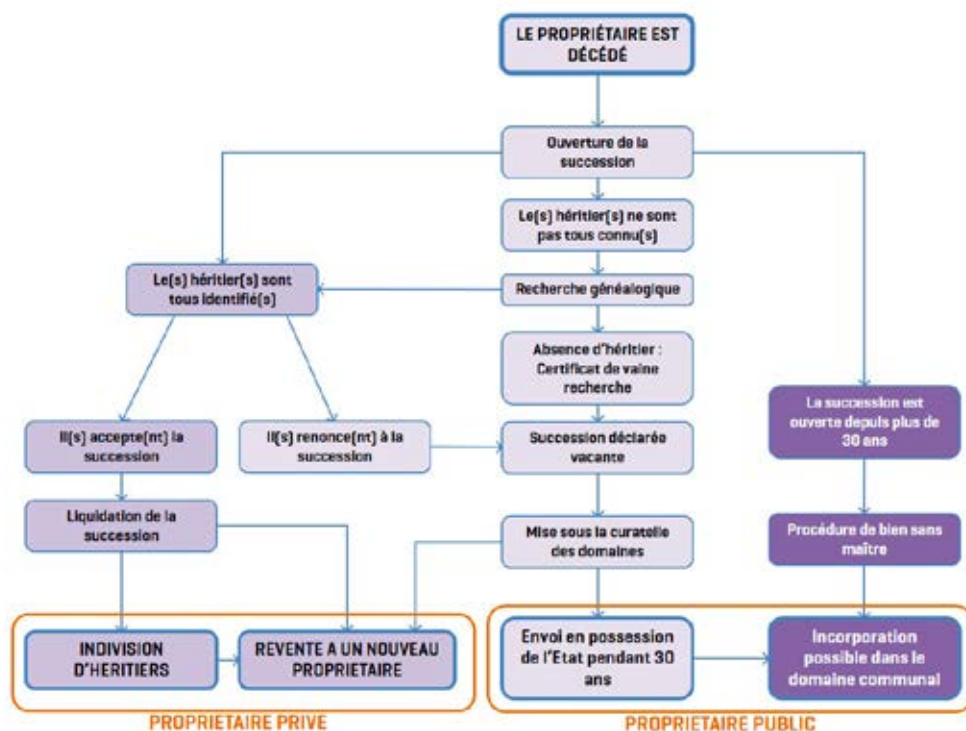 LE PROPRIÉTAIRE EST
DÉCÉDÉ
Ouverture de la
succession
Le(s) héritier(s) ne sont
pas tous connu(s)
Le(s) héritier(s) sont
tous identifié(s)
Recherche généalogique
Absence d'héritier :
Certificat de vaine
recherche
La succession est
ouverte depuis plus de
30 ans
Il(s) accepte(nt) la
succession
Il(s) renonce(nt) à la
succession
Succession déclarée
vacante
Liquidation de la
succession
Mise sous la curatelle
des domaines
Procédure de bien sans
maître
INDIVISION
D'HERITIERS
REVENTE A UN NOUVEAU
PROPRIETAIRE
Envoi en possession
de l'Etat pendant 30
ans
Incorporation
possible dans le
domaine communal
PROPRIETAIRE PRIVE
PROPRIETAIRE PUBLIC